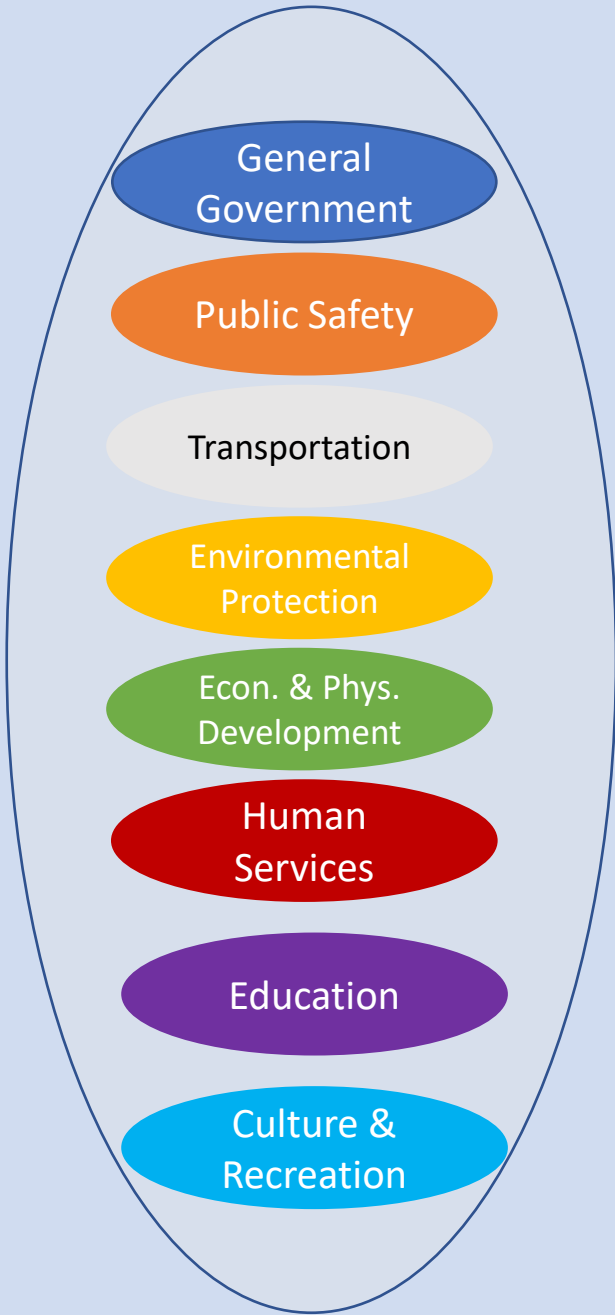 General
Government
Public Safety
Transportation
Environmental
Protection
Econ. & Phys.
Development
Human
Services
Education
Culture &
Recreation